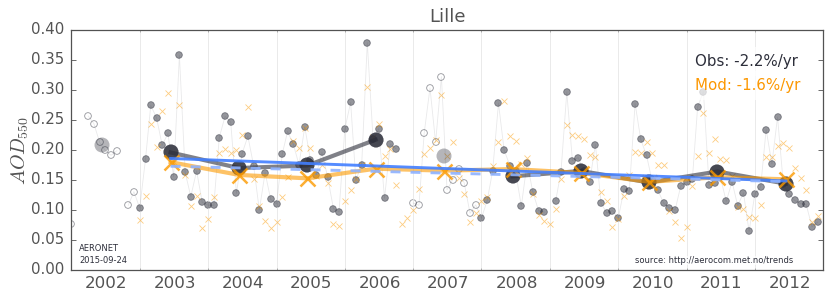 Lille
0.40
0.35
0.30
0.25
0.20
0.15
0.10
0.05
0.00
AOD550
Obs: -2.2%/yr
Mod: -1.6%/yr
AERONET
2015-09-24
source: http://aerocom.met.no/trends
2002 2003 2004 2005 2006 2007 2008 2009 2010 2011 2012